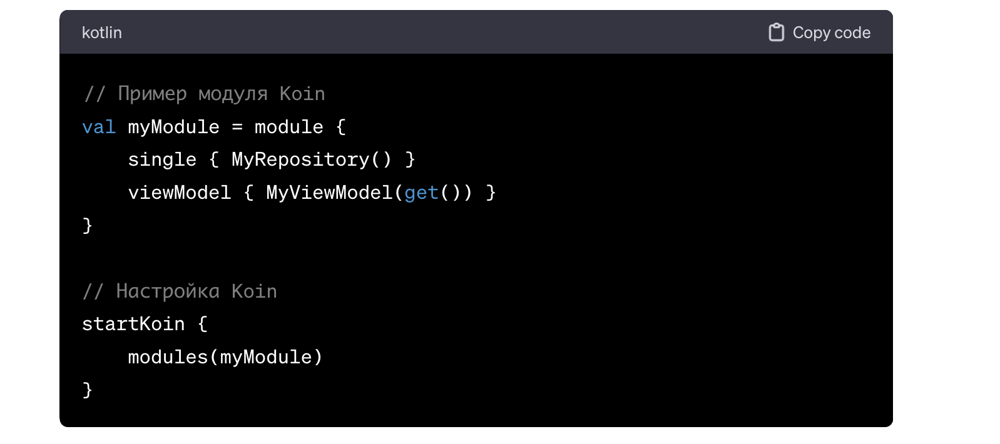 kotlin
Copy code
// Пример модуля Koin
val myModule = module {
    single { MyRepository() }
    viewModel { MyViewModel(get()) }
}
// Настройка Koin
startKoin {
    modules(myModule)
}